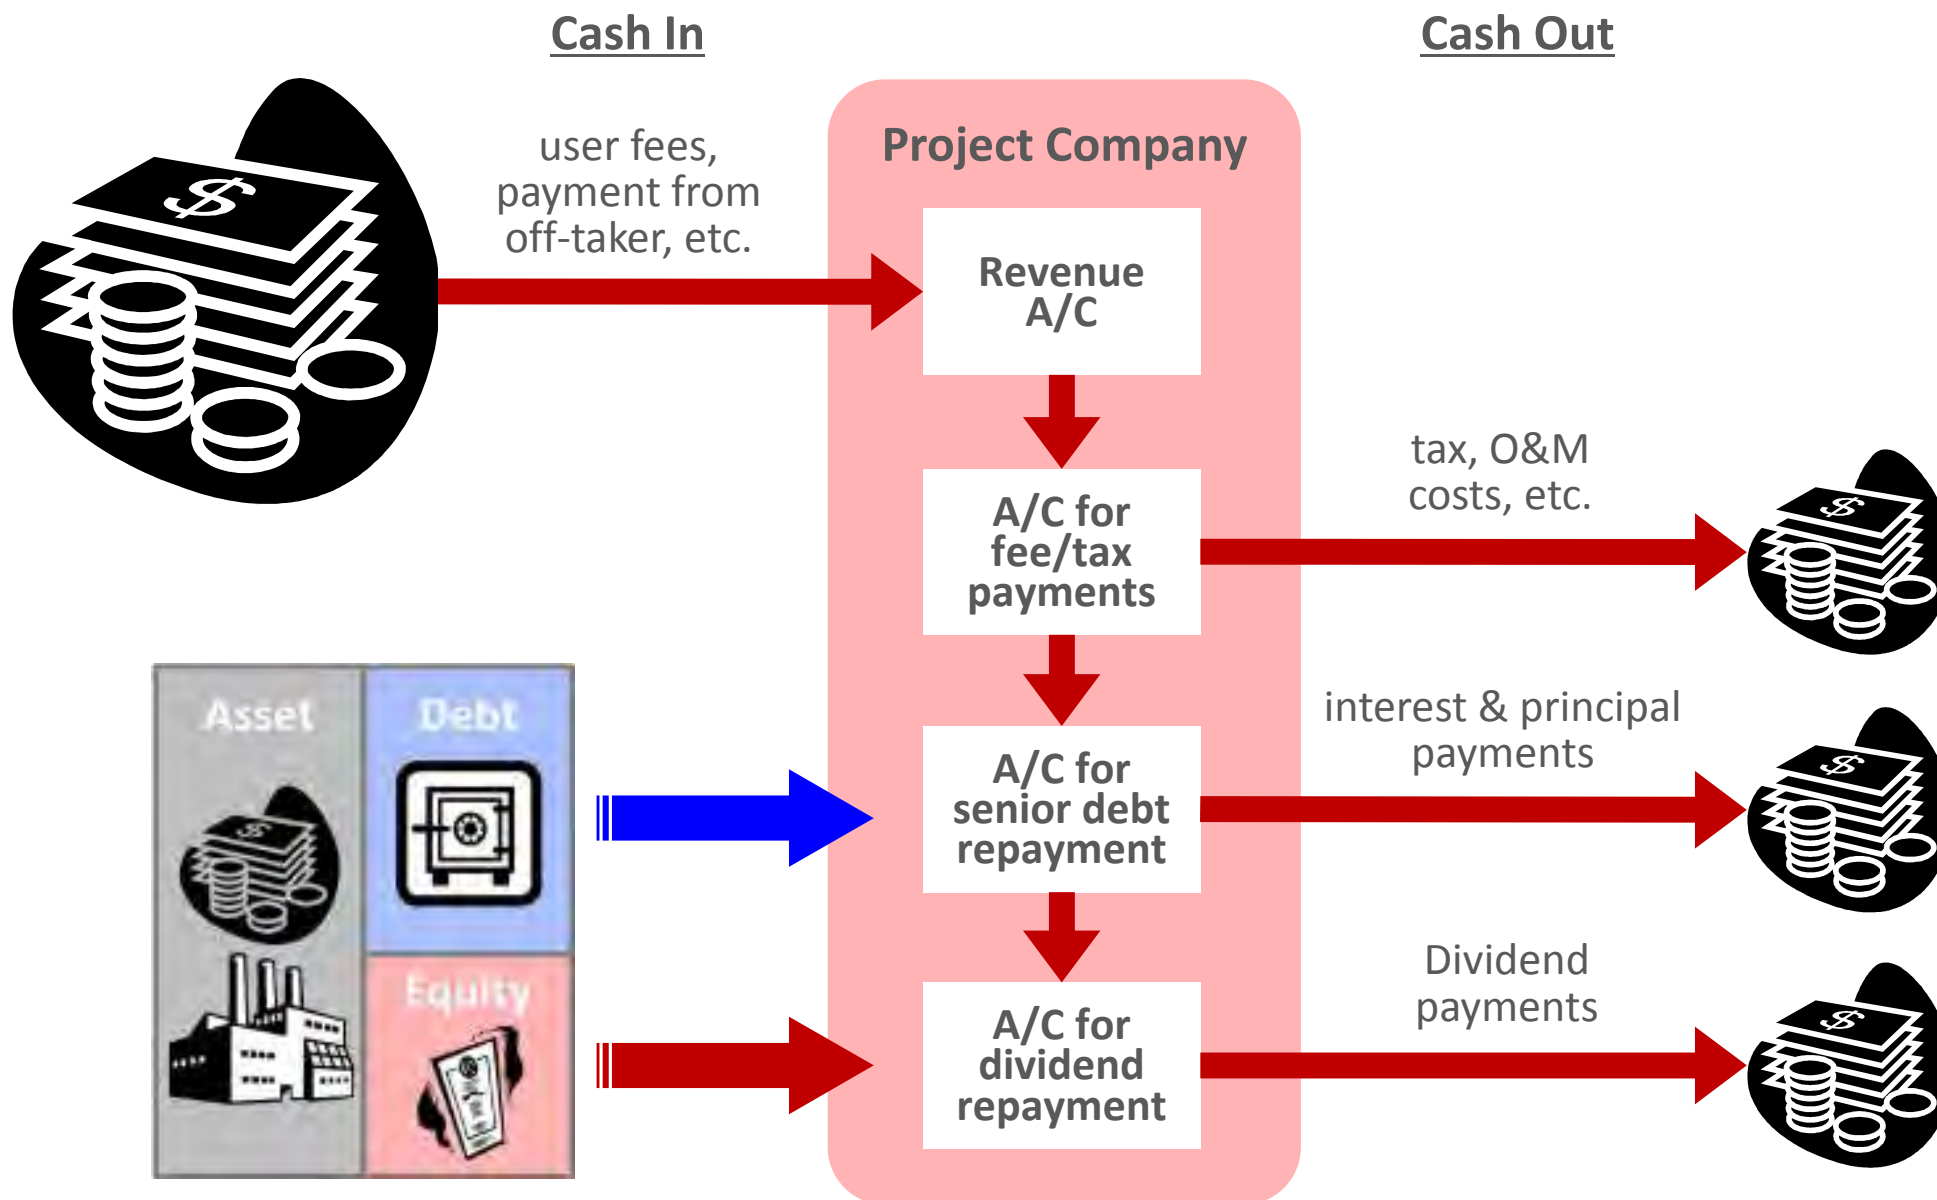 Cash In
Cash Out
user fees,
payment from
off-taker, etc.
Project Company
Revenue
A/C
A/C for
fee/tax
payments
tax, O&M
costs, etc.
Asset
Debt
Equity
A/C for
senior debt
repayment
interest & principal
payments
A/C for
dividend
repayment
Dividend
payments
$
$
$
$
$